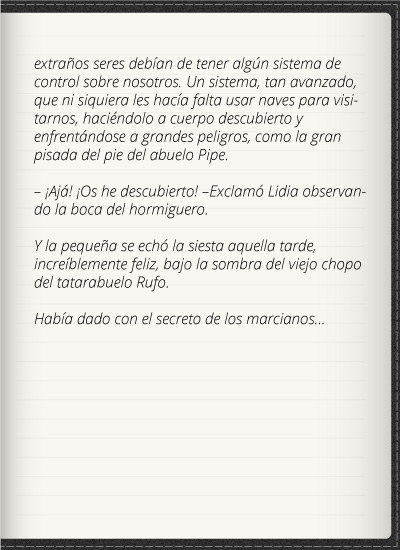 extraños seres debían de tener algún sistema de
control sobre nosotros. Un sistema, tan avanzado,
que ni siquiera les hacía falta usar naves para visi-
tarnos, haciéndolo a cuerpo descubierto y
enfrentándose a grandes peligros, como la gran
pisada del pie del abuelo Pipe.
– ¡Ajá! ¡Os he descubierto! –Exclamó Lidia observan-
do la boca del hormiguero.
Y la pequeña se echó la siesta aquella tarde,
increíblemente feliz, bajo la sombra del viejo chopo
del tatarabuelo Rufo.
Había dado con el secreto de los marcianos...